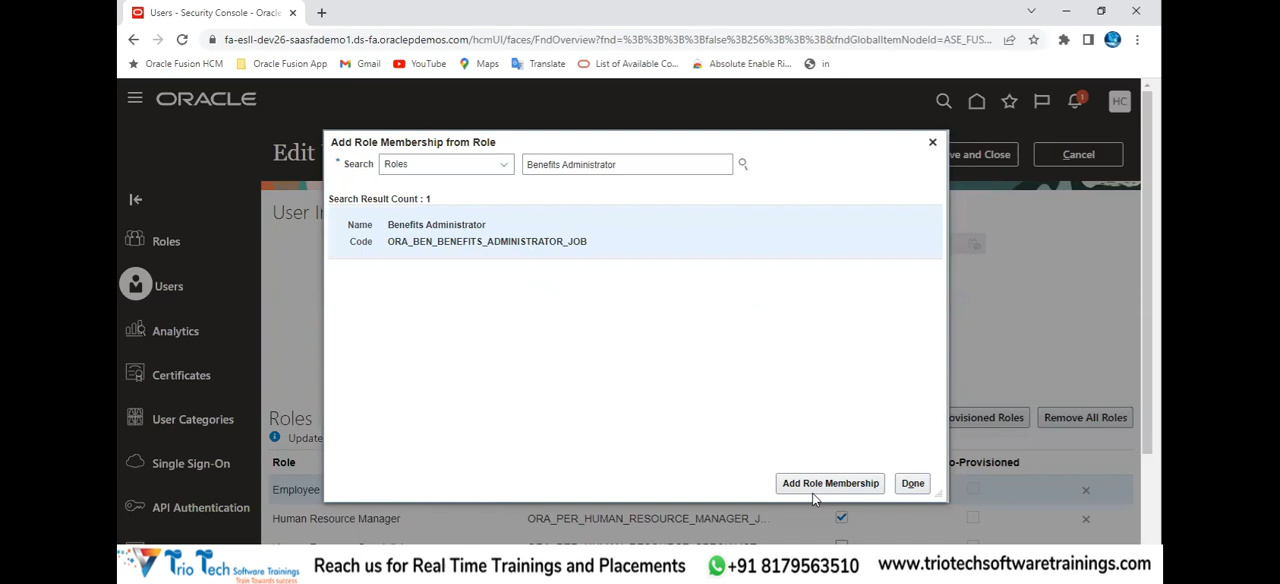 Users - Security Console - Oracle
fa-esll-dev26-saasfademo1.ds-fa.oraclepdemos.com/hcmUI/faces/FndOverview?fnd=%3B%3B%3B%3Bfalse%3B256%3B%3B%3B&fndGlobalItemNodeId=ASE_FUS...
Oracle Fusion HCM
Oracle Fusion App
Gmail
YouTube
Maps
Translate
List of Available Co...
Absolute Enable Ri...
in
ORACLE
1
HC
Edit
ve and Close
Cancel
Add Role Membership from Role
* Search
Roles
Benefits Administrator
Search Result Count : 1
Name Benefits Administrator
Code ORA_BEN_BENEFITS_ADMINISTRATOR_JOB
Add Role Membership
Done
User In
Roles
Users
Analytics
Certificates
User Categories
Single Sign-On
API Authentication
Roles
ovisioned Roles
Remove All Roles
Update
Role
o-Provisioned
Employee
Human Resource Manager
ORA_PER_HUMAN_RESOURCE_MANAGER_J...
Trio Tech Software Trainings
Train Towards success
Reach us for Real Time Trainings and Placements
+91 8179563510
www.triotechsoftwaretrainings.com